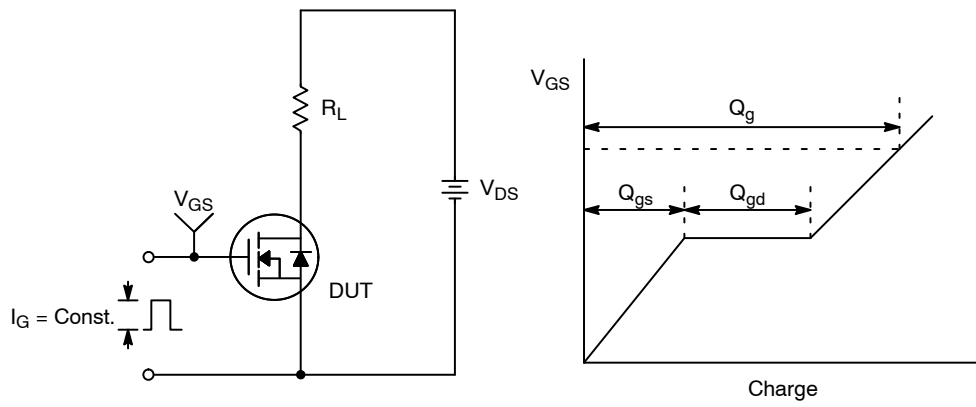 R_L
V_GS
V_DS
DUT
I_G = Const.
V_GS
Q_g
Q_gs
Q_gd
Charge